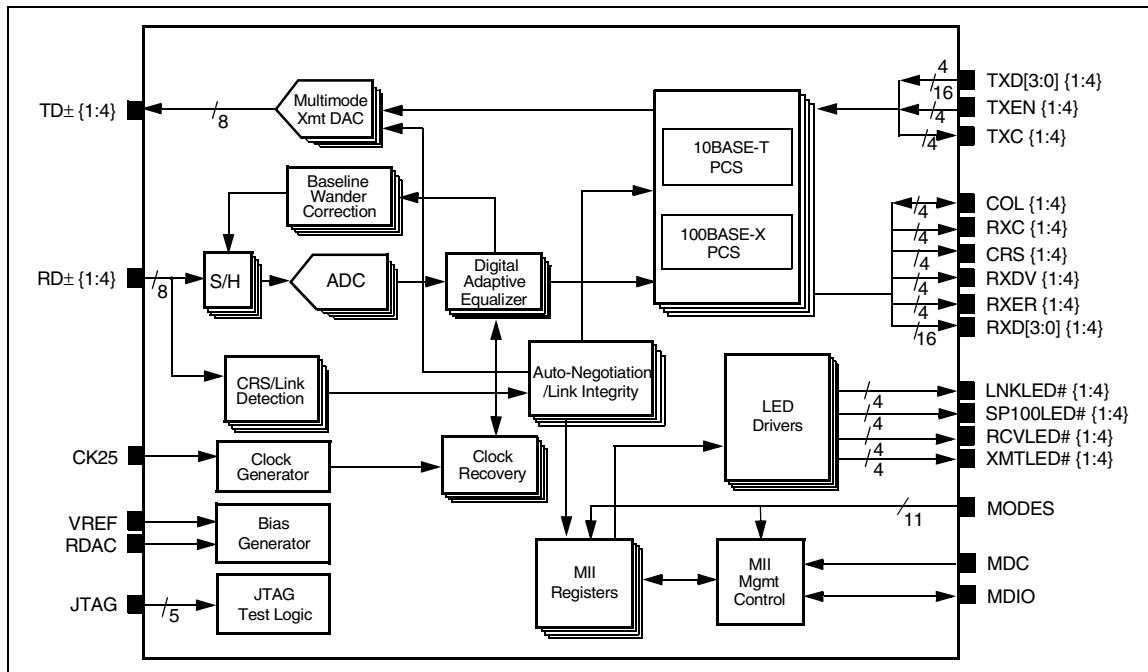 TD± {1:4}
8
Multimode
Xmt DAC
10BASE-T
PCS
100BASE-X
PCS
4
TXD[3:0] {1:4}
16
TXEN {1:4}
4
TXC {1:4}
4
Baseline
Wander
Correction
COL {1:4}
4
RXC {1:4}
4
CRS {1:4}
4
RXDV {1:4}
4
RXER {1:4}
4
RXD[3:0] {1:4}
16
RD± {1:4}
8
S/H
ADC
Digital
Adaptive
Equalizer
CRS/Link
Detection
Auto-Negotiation
/Link Integrity
LED
Drivers
LNKLED# {1:4}
4
SP100LED# {1:4}
4
RCVLED# {1:4}
4
XMTLED# {1:4}
4
CK25
Clock
Generator
Clock
Recovery
VREF
RDAC
Bias
Generator
MODES
11
MII
Registers
MII
Mgmt
Control
MDC
MDIO
JTAG
5
JTAG
Test Logic